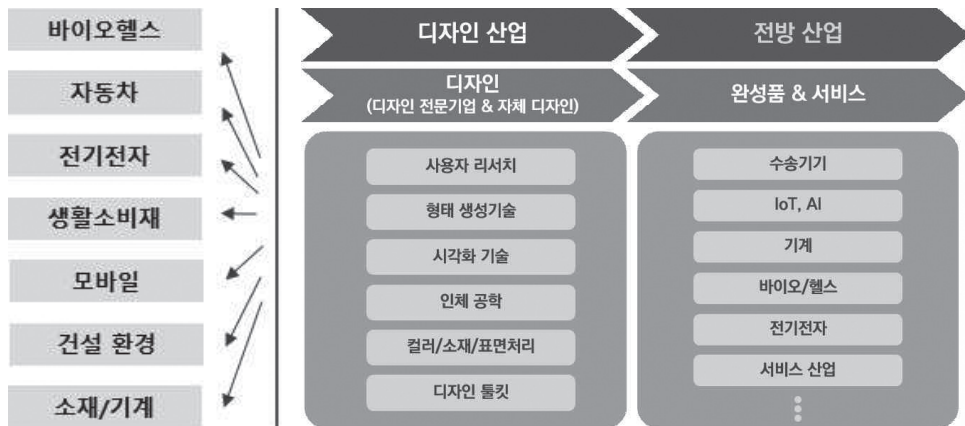 바이오헬스
자동차
전기전자
생활소비재
모바일
건설 환경
소재/기계
디자인 산업
디자인
(디자인 전문기업 & 자체 디자인)
사용자 리서치
형태 생성기술
시각화 기술
인체 공학
컬러/소재/표면처리
디자인 툴킷
전방 산업
완성품 & 서비스
수송기기
IoT, AI
기계
바이오/헬스
전기전자
서비스 산업